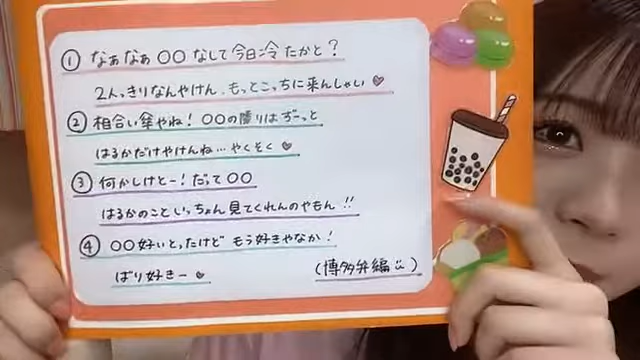 ① なぁなぁ〇〇なして今日冷たかと？
2人っきりなんやけん、もっとこっちに来んしゃい♡
② 相合い傘やね！〇〇の隣りはずーっと
はるかだけやけんね…やくそく♡
③ 何かしけとー！だって〇〇
はるかのこといっちょん見てくれんのやもん!!
④ 〇〇好いとったけど もう好きやなか！
ばり好きー♡
(博多弁編)